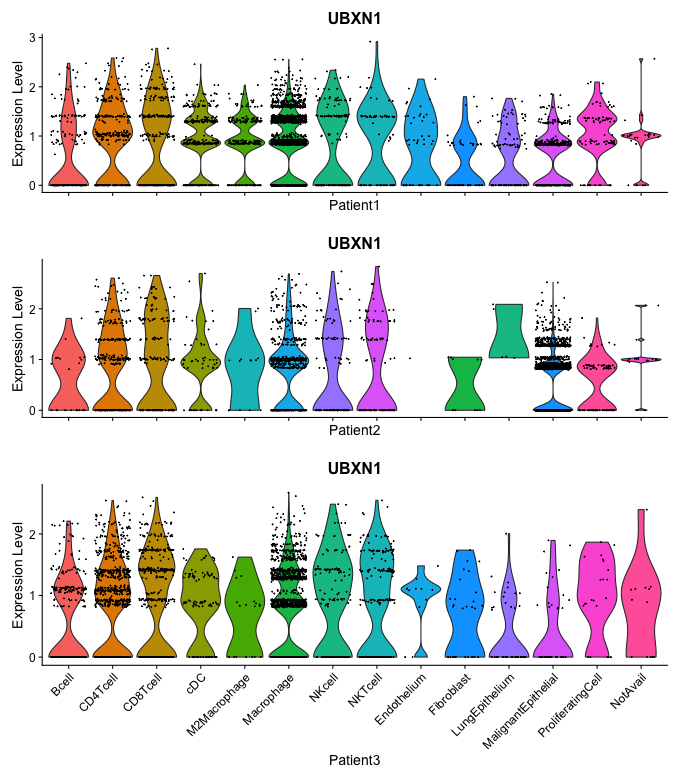 UBXN1
Expression Level
3
2
1
0
Patient1
UBXN1
Expression Level
2
1
0
Patient2
UBXN1
Expression Level
2
1
0
Bcell
CD4Tcell
CD8Tcell
cDC
M2Macrophage
Macrophage
NKcell
NKTcell
Endothelium
Fibroblast
LungEpithelium
MalignantEpithelial
ProliferatingCell
NotAvail
Patient3